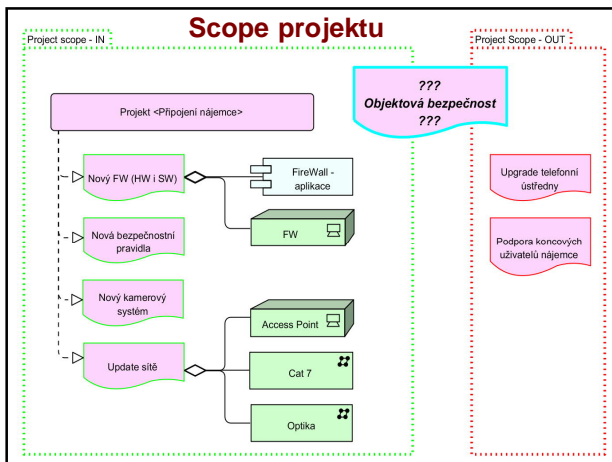 Scope projektu
Project scope - IN
Project Scope - OUT
???
Objektová bezpečnost
???
Projekt <Připojení nájemce>
Nový FW (HW i SW)
FireWall -
aplikace
FW
Nová bezpečnostní
pravidla
Nový kamerový
systém
Update sítě
Access Point
Cat 7
Optika
Upgrade telefonní
ústředny
Podpora koncových
uživatelů nájemce